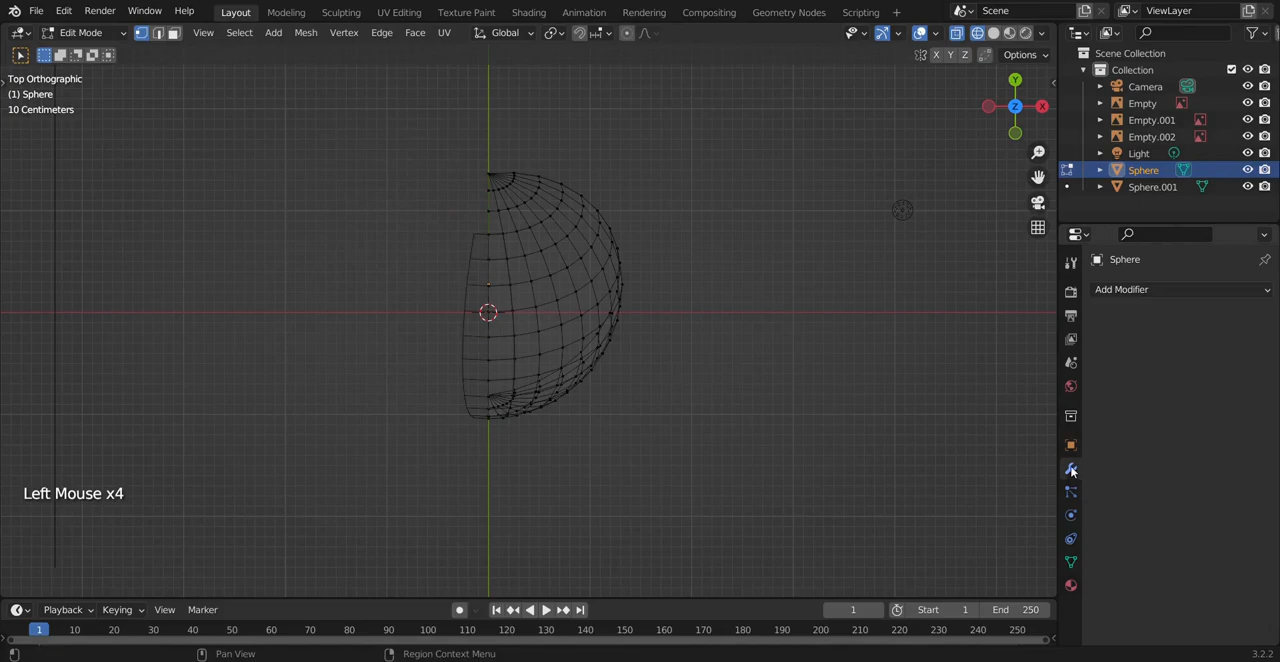 File Edit Render Window Help Layout Modeling Sculpting UV Editing Texture Paint Shading Animation Rendering Compositing Geometry Nodes Scripting + Scene ViewLayer
Edit Mode View Select Add Mesh Vertex Edge Face UV Global
X Y Z Options
Top Orthographic
(1) Sphere
10 Centimeters
Y
X
Z
Scene Collection
Collection
Camera
Empty
Empty.001
Empty.002
Light
Sphere
Sphere.001
Sphere
Add Modifier
Left Mouse x4
Playback Keying View Marker 1 Start 1 End 250
1 10 20 30 40 50 60 70 80 90 100 110 120 130 140 150 160 170 180 190 200 210 220 230 240 250
Pan View Region Context Menu 3.2.2